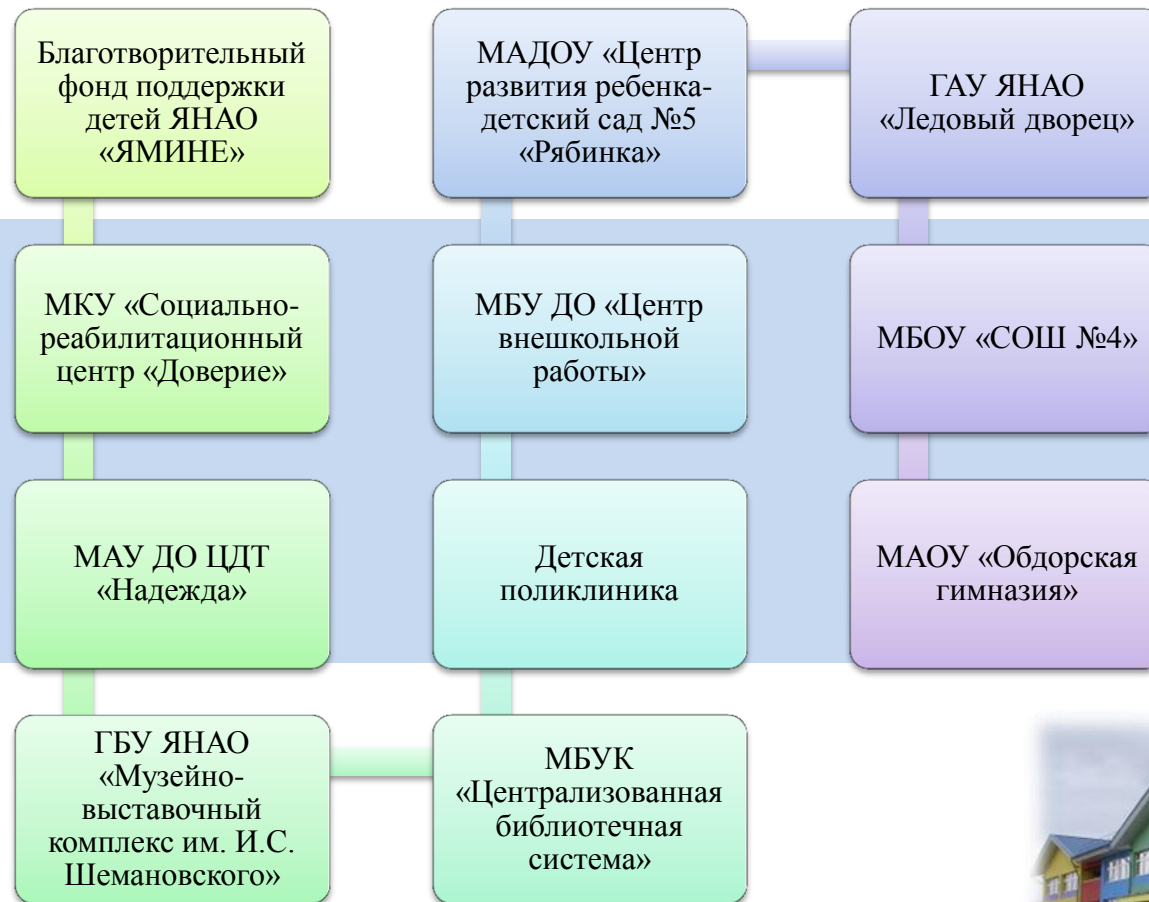 Благотворительный
фонд поддержки
детей ЯНАО
«ЯМИНЕ»
МКУ «Социально-
реабилитационный
центр «Доверие»
МАУ ДО ЦДТ
«Надежда»
ГБУ ЯНАО
«Музейно-
выставочный
комплекс им. И.С.
Шемановского»
МБУК
«Централизованная
библиотечная
система»
Детская
поликлиника
МБУ ДО «Центр
внешкольной
работы»
МАДОУ «Центр
развития ребенка-
детский сад №5
«Рябинка»
ГАУ ЯНАО
«Ледовый дворец»
МБОУ «СОШ №4»
МАОУ «Обдорская
гимназия»